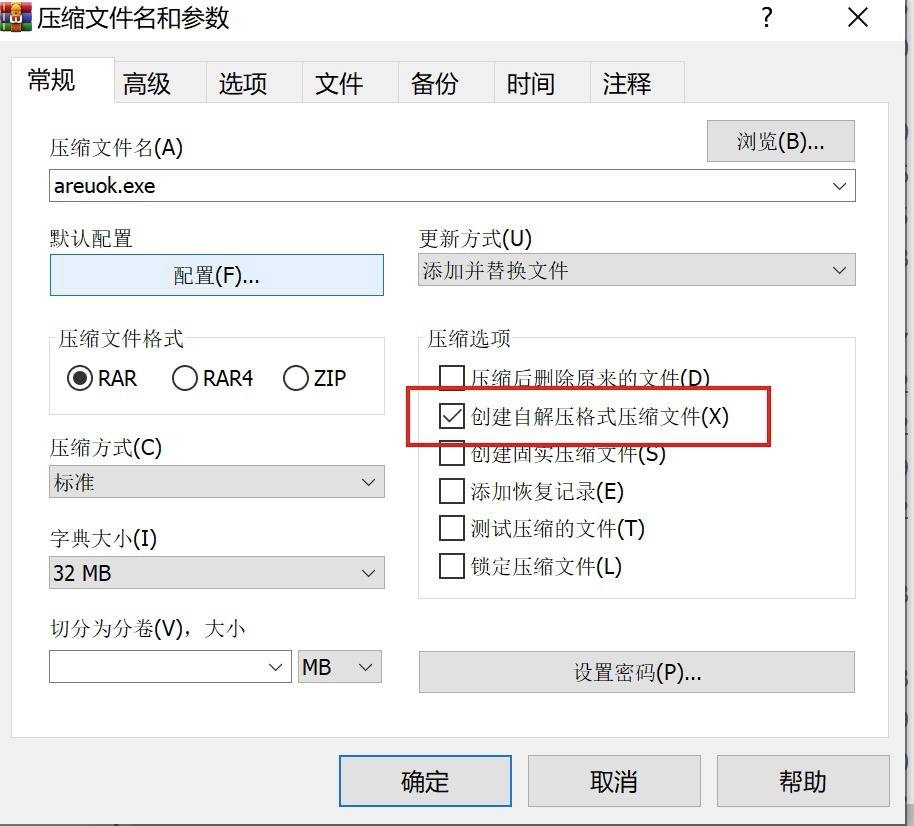 压缩文件名和参数
?
常规 高级 选项 文件 备份 时间 注释
压缩文件名(A)
浏览(B)...
areuok.exe
默认配置
配置(F)...
更新方式(U)
添加并替换文件
压缩文件格式
RAR RAR4 ZIP
压缩方式(C)
标准
字典大小(I)
32 MB
切分为分卷(V)，大小
MB
压缩选项
压缩后删除原来的文件(D)
创建自解压格式压缩文件(X)
创建固实压缩文件(S)
添加恢复记录(E)
测试压缩的文件(T)
锁定压缩文件(L)
设置密码(P)...
确定 取消 帮助